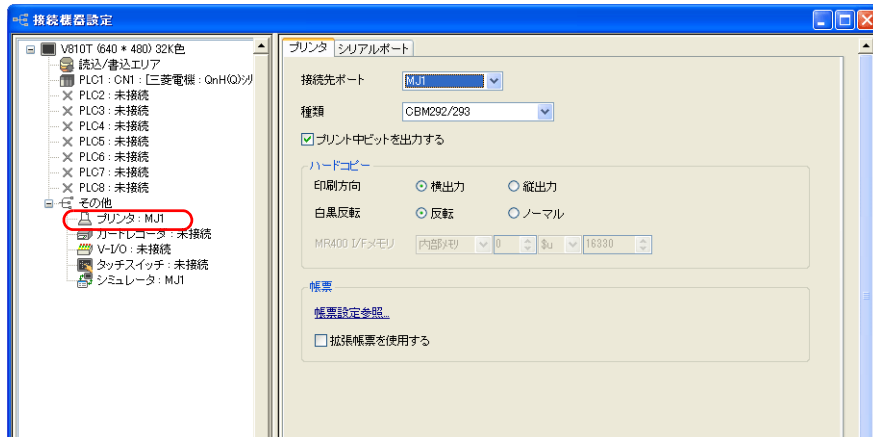 接続機器設定
V810T (640 * 480) 32K色
読込/書込エリア
PLC1 : CN1 : [三菱電機 : QnH(Q)ｼﾘ
PLC2 : 未接続
PLC3 : 未接続
PLC4 : 未接続
PLC5 : 未接続
PLC6 : 未接続
PLC7 : 未接続
PLC8 : 未接続
その他
プリンタ : MJ1
カードレコーダ : 未接続
V-I/O : 未接続
タッチスイッチ : 未接続
シミュレータ : MJ1
プリンタ シリアルポート
接続先ポート MJ1
種類 CBM292/293
プリント中ビットを出力する
ハードコピー
印刷方向 横出力 縦出力
白黒反転 反転 ノーマル
MR400 I/Fメモリ 内部ﾒﾓﾘ 0 $u 16330
帳票
帳票設定参照...
拡張帳票を使用する